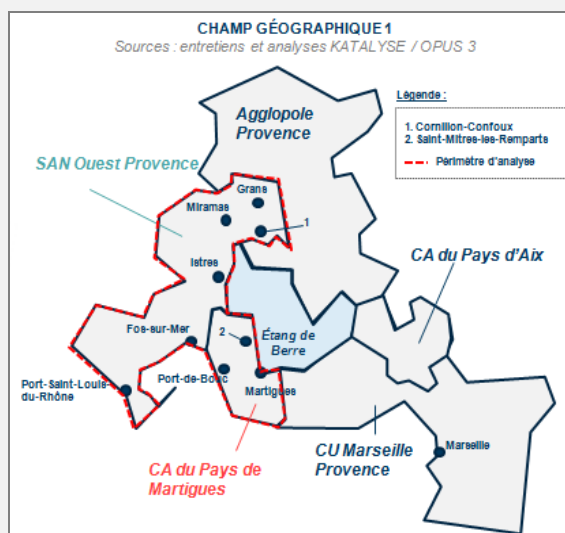 CHAMP GÉOGRAPHIQUE 1
Sources : entretiens et analyses KATALYSE / OPUS 3
Légende :
1. Cornillon-Confoux
2. Saint-Mitres-les-Remparts
Périmètre d'analyse
Agglopole
Provence
SAN Ouest Provence
Grans
Miramas
1
Istres
CA du Pays d'Aix
Étang de
Berre
Fos-sur-Mer
2
Port-Saint-Louis-
du-Rhône
Port-de-Bouc
Martigues
CA du Pays de
Martigues
CU Marseille
Provence
Marseille